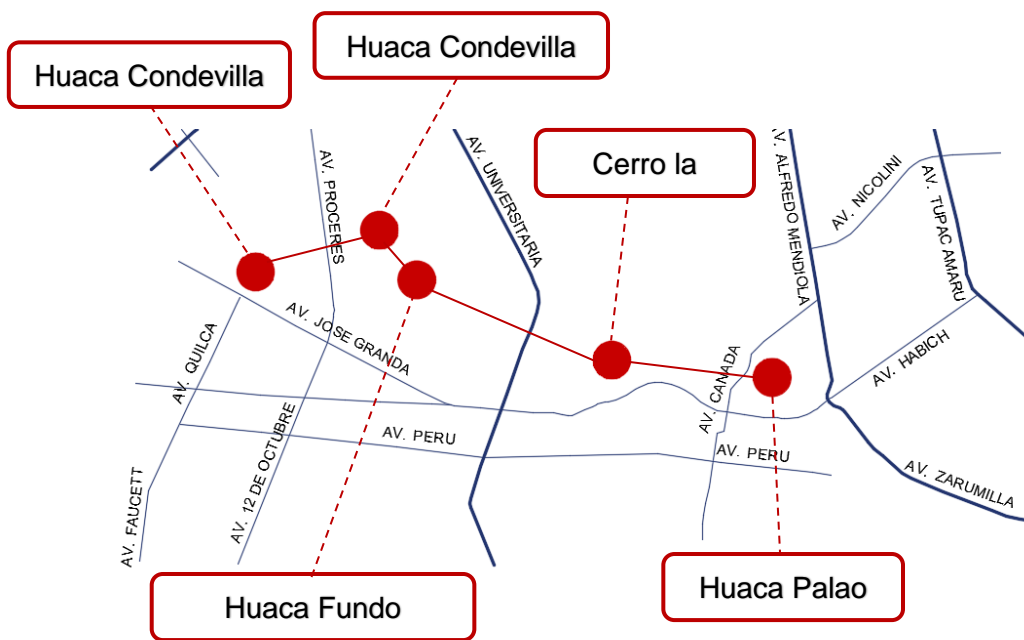 Huaca Condevilla
Huaca Condevilla
Cerro la
AV. PROCERES
AV. UNIVERSITARIA
AV. ALFREDO MENDIOLA
AV. NICOLINI
AV. TUPAC AMARU
AV. QUILCA
AV. JOSE GRANDA
AV. CANADA
AV. HABICH
AV. PERU
AV. PERU
AV. FAUCETT
AV. 12 DE OCTUBRE
AV. ZARUMILLA
Huaca Fundo
Huaca Palao